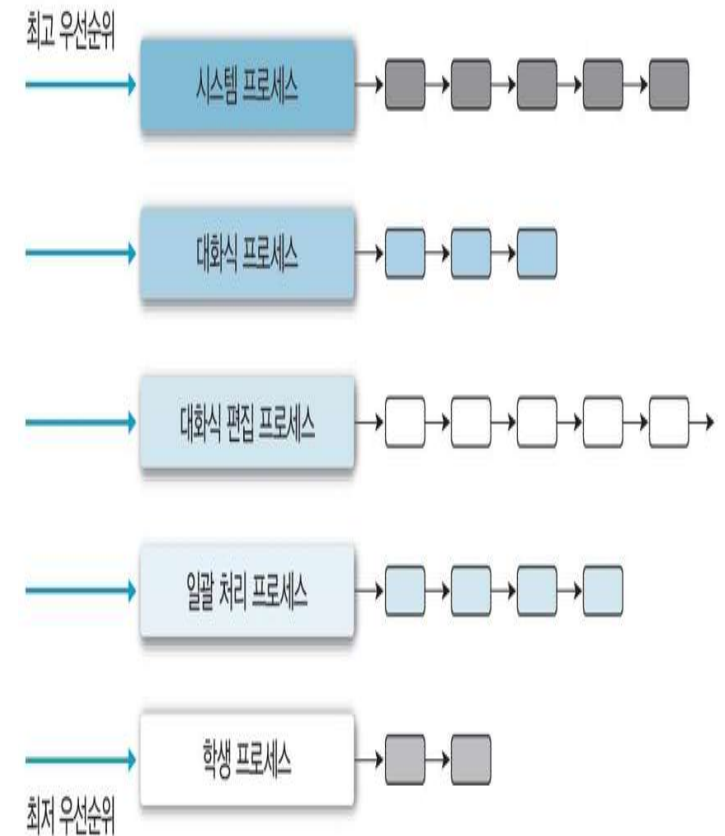 최고 우선순위
시스템 프로세스
대화식 프로세스
대화식 편집 프로세스
일괄 처리 프로세스
학생 프로세스
최저 우선순위